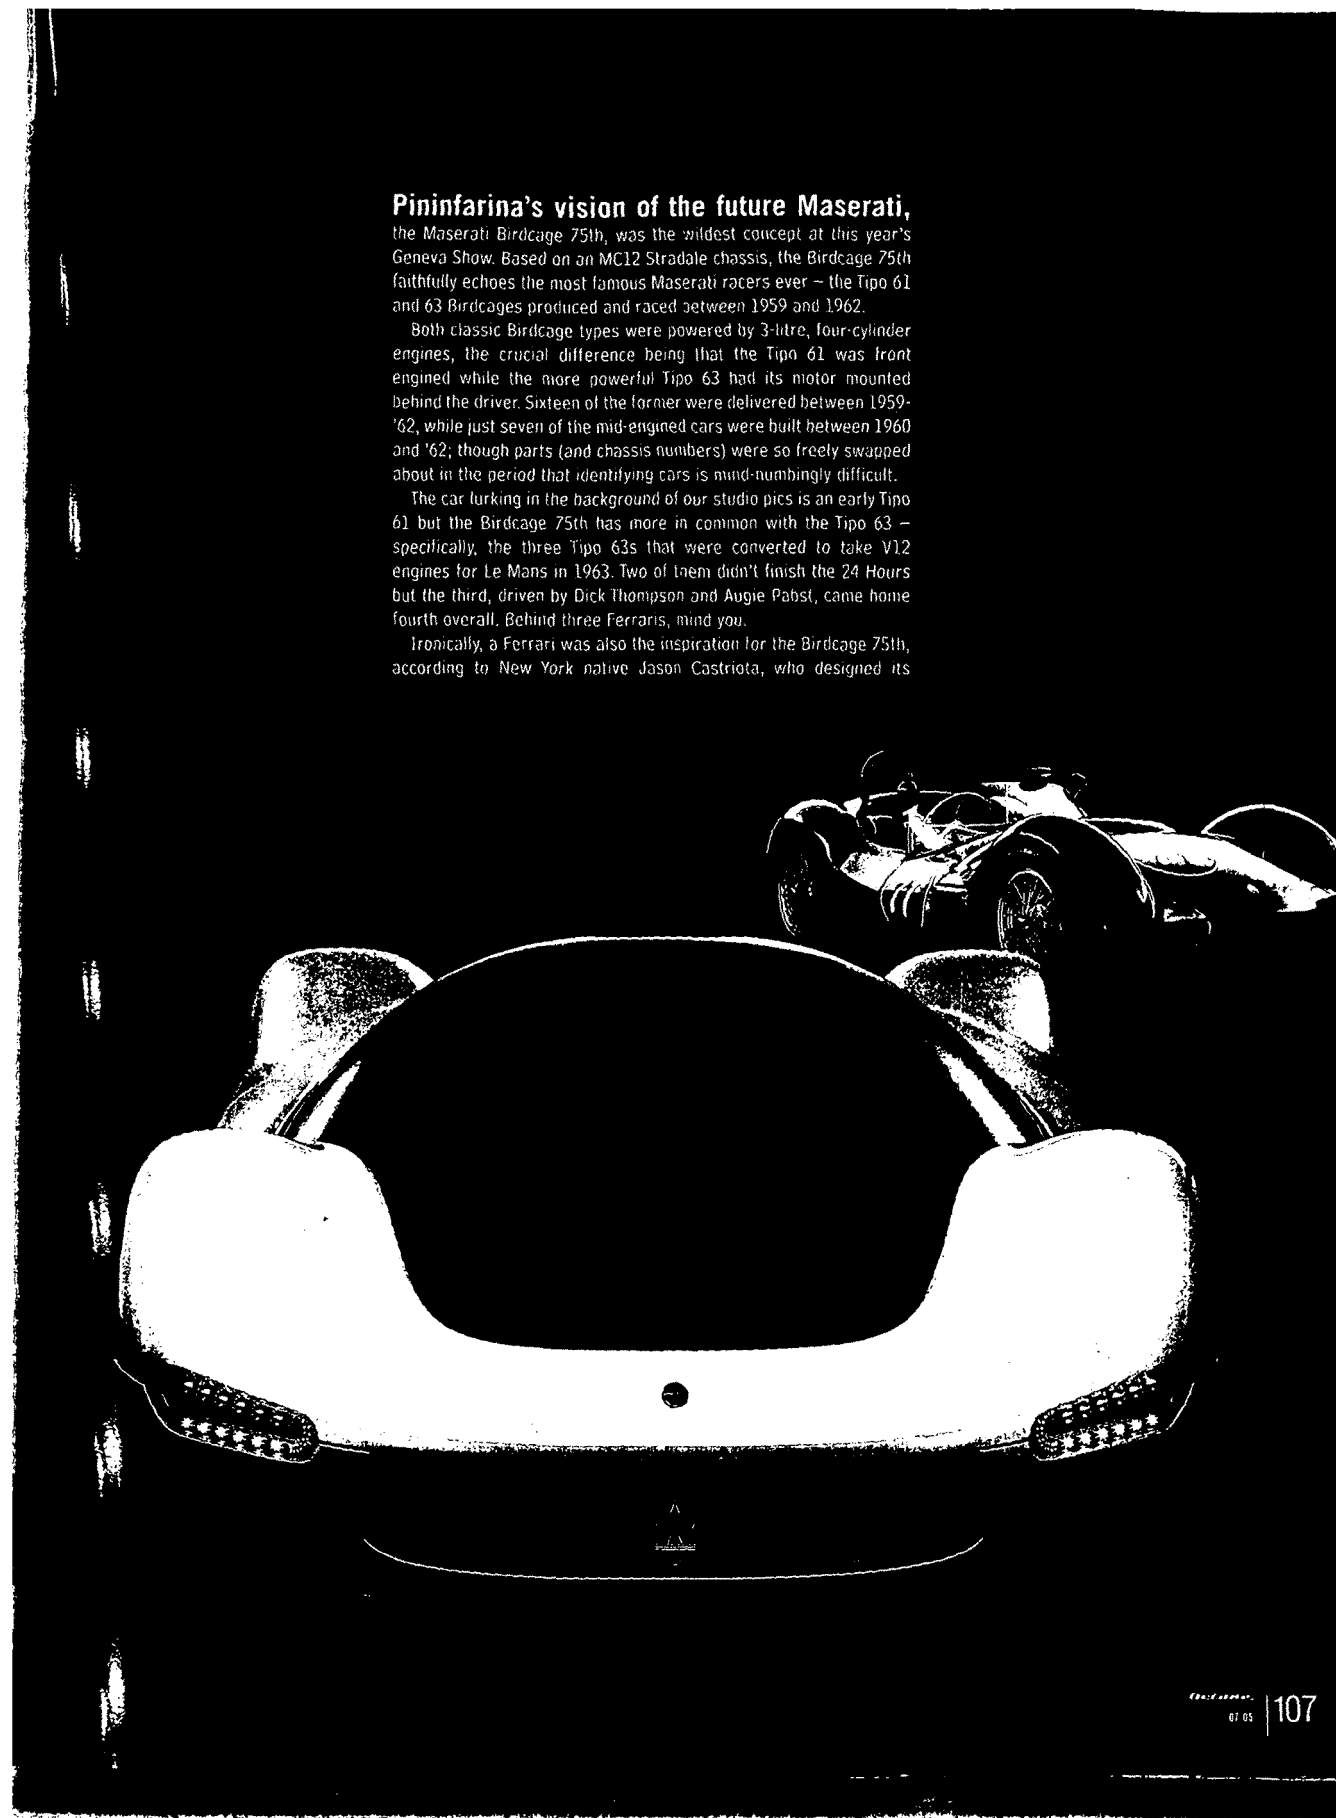 Pininfarina's vision of the future Maserati,
the Maserati Birdcage 75th, was the wildest concept at this year's
Geneva Show. Based on an MC12 Stradale chassis, the Birdcage 75th
faithfully echoes the most famous Maserati racers ever – the Tipo 61
and 63 Birdcages produced and raced between 1959 and 1962.
Both classic Birdcage types were powered by 3-litre, four-cylinder
engines, the crucial difference being that the Tipo 61 was front
engined while the more powerful Tipo 63 had its motor mounted
behind the driver. Sixteen of the former were delivered between 1959-
'62, while just seven of the mid-engined cars were built between 1960
and '62; though parts (and chassis numbers) were so freely swapped
about in the period that identifying cars is mind-numbingly difficult.
The car lurking in the background of our studio pics is an early Tipo
61 but the Birdcage 75th has more in common with the Tipo 63 –
specifically, the three Tipo 63s that were converted to take V12
engines for Le Mans in 1963. Two of them didn't finish the 24 Hours
but the third, driven by Dick Thompson and Augie Pabst, came home
fourth overall. Behind three Ferraris, mind you.
Ironically, a Ferrari was also the inspiration for the Birdcage 75th,
according to New York native Jason Castriota, who designed its
07 05
107